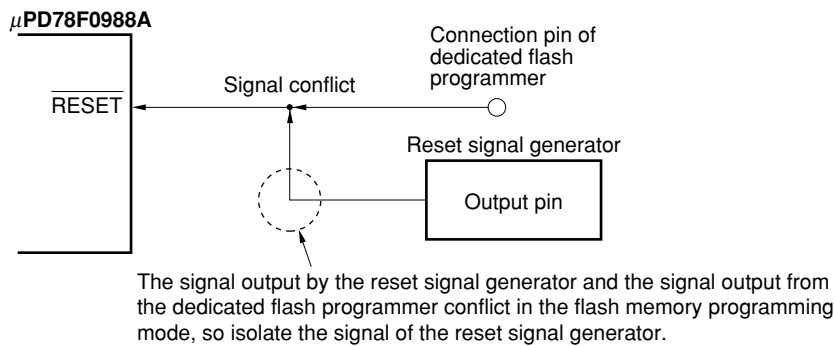 μPD78F0988A
Connection pin of
dedicated flash
programmer
Signal conflict
RESET
Reset signal generator
Output pin
The signal output by the reset signal generator and the signal output from
the dedicated flash programmer conflict in the flash memory programming
mode, so isolate the signal of the reset signal generator.